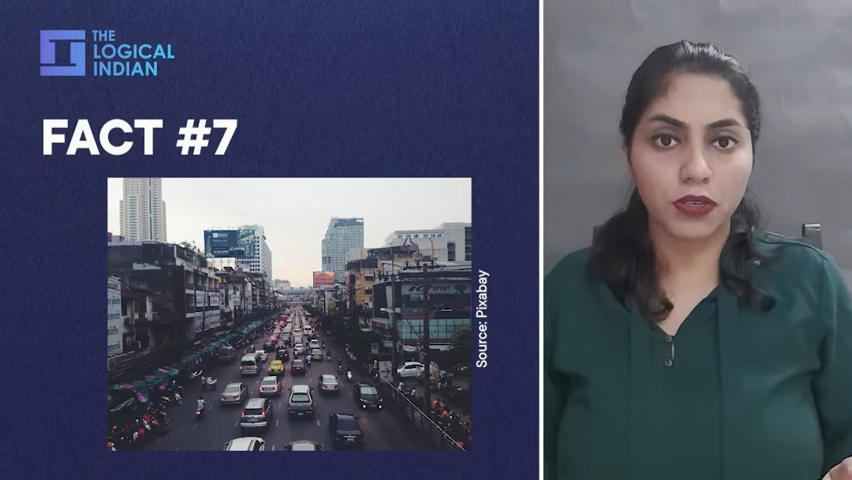 THE
LOGICAL
INDIAN
FACT #7
Source: Pixabay